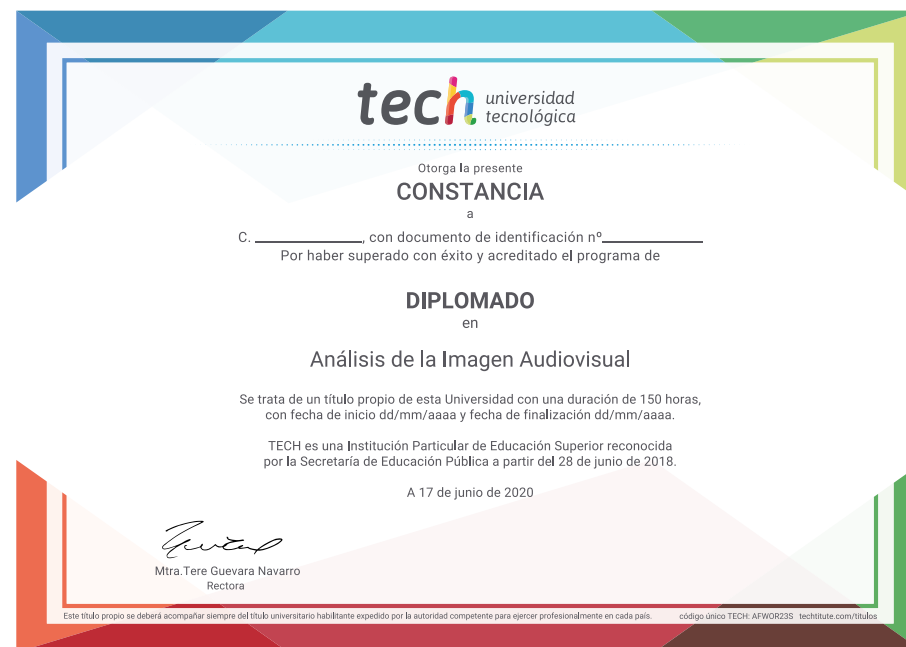 tech universidad
tecnológica
Otorga la presente
CONSTANCIA
a
C. ____________, con documento de identificación nº____________
Por haber superado con éxito y acreditado el programa de
DIPLOMADO
en
Análisis de la Imagen Audiovisual
Se trata de un título propio de esta Universidad con una duración de 150 horas,
con fecha de inicio dd/mm/aaaa y fecha de finalización dd/mm/aaaa.
TECH es una Institución Particular de Educación Superior reconocida
por la Secretaría de Educación Pública a partir del 28 de junio de 2018.
A 17 de junio de 2020
Mtra.Tere Guevara Navarro
Rectora
Este título propio se deberá acompañar siempre del título universitario habilitante expedido por la autoridad competente para ejercer profesionalmente en cada país. código único TECH: AFWOR23S techtitute.com/titulos